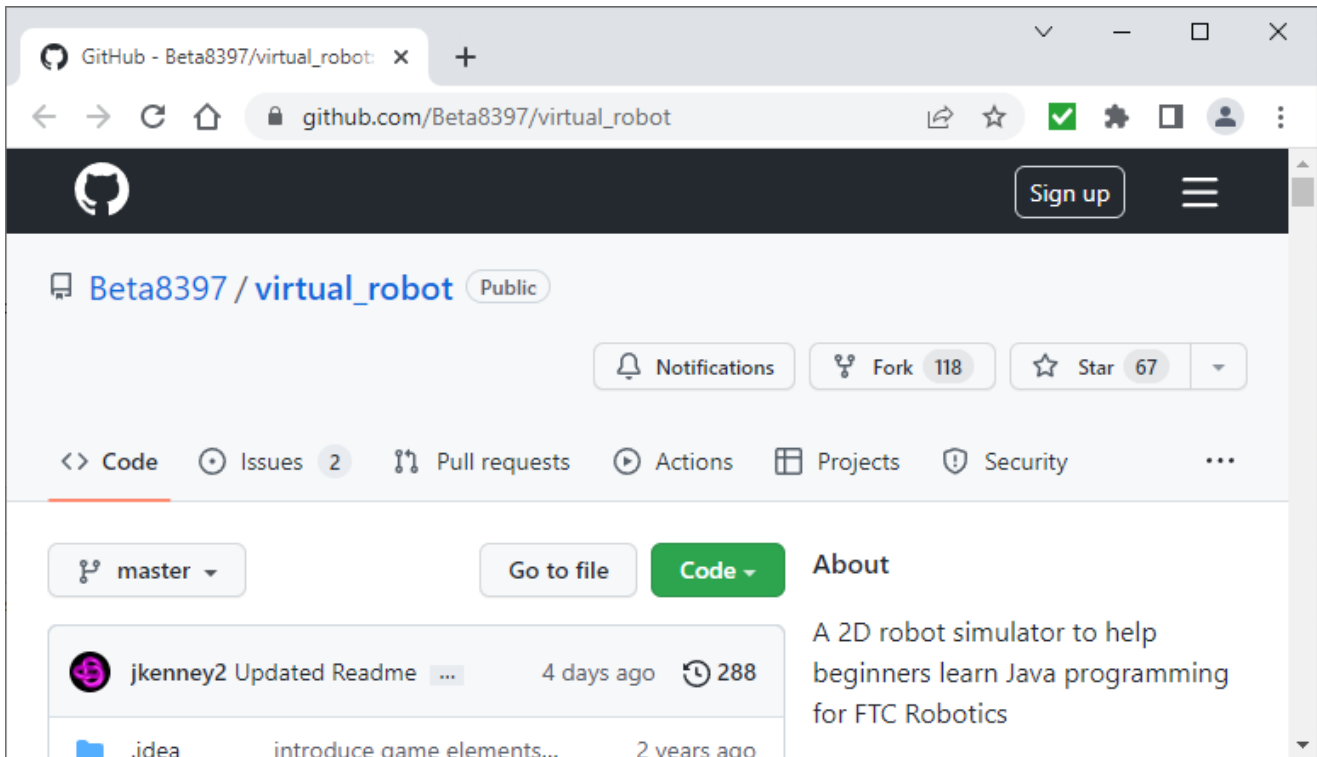 GitHub - Beta8397/virtual_robot:
github.com/Beta8397/virtual_robot
Sign up
Beta8397 / virtual_robot Public
Notifications Fork 118 Star 67
Code Issues 2 Pull requests Actions Projects Security ...
master Go to file Code
About
A 2D robot simulator to help
beginners learn Java programming
for FTC Robotics
jkenney2 Updated Readme ... 4 days ago 288
.idea introduce game elements... 2 years ago